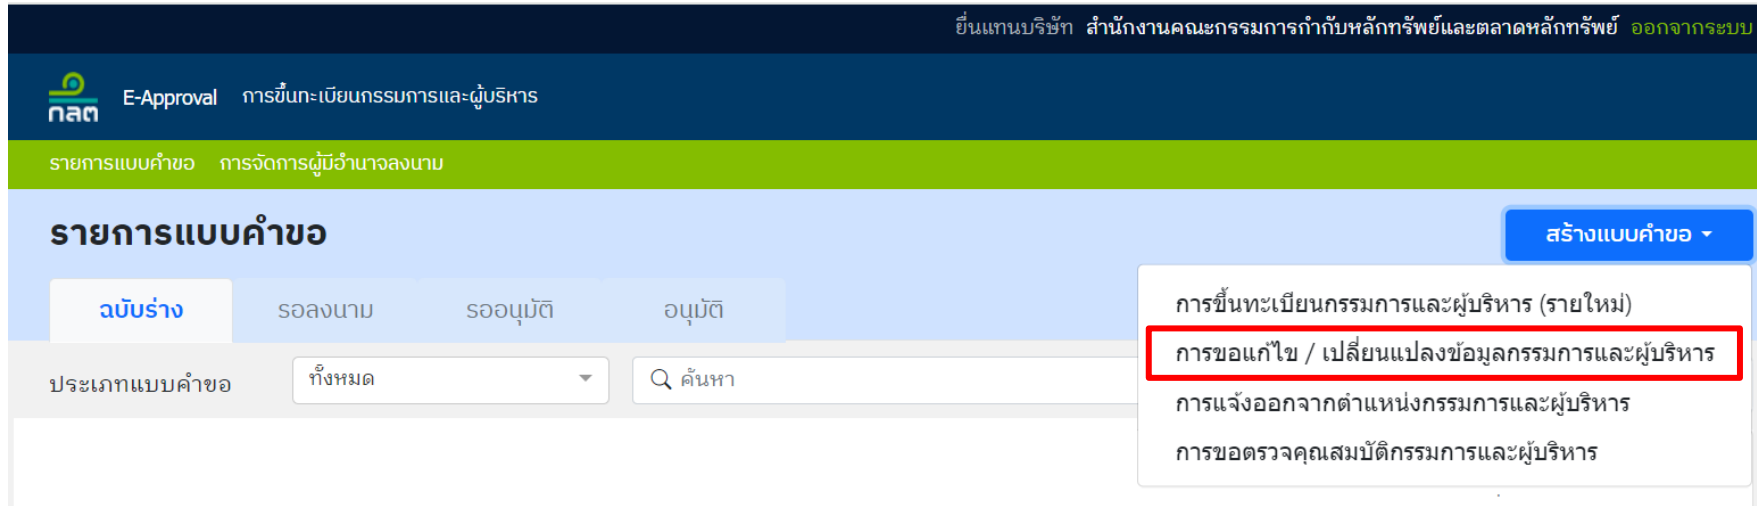 ยื่นแทนบริษัท สำนักงานคณะกรรมการกำกับหลักทรัพย์และตลาดหลักทรัพย์ ออกจากระบบ
กลต E-Approval การขึ้นทะเบียนกรรมการและผู้บริหาร
รายการแบบคำขอ การจัดการผู้มีอำนาจลงนาม
รายการแบบคำขอ
สร้างแบบคำขอ
ฉบับร่าง รอลงนาม รออนุมัติ อนุมัติ
ประเภทแบบคำขอ ทั้งหมด ค้นหา
การขึ้นทะเบียนกรรมการและผู้บริหาร (รายใหม่)
การขอแก้ไข / เปลี่ยนแปลงข้อมูลกรรมการและผู้บริหาร
การแจ้งออกจากตำแหน่งกรรมการและผู้บริหาร
การขอตรวจคุณสมบัติกรรมการและผู้บริหาร